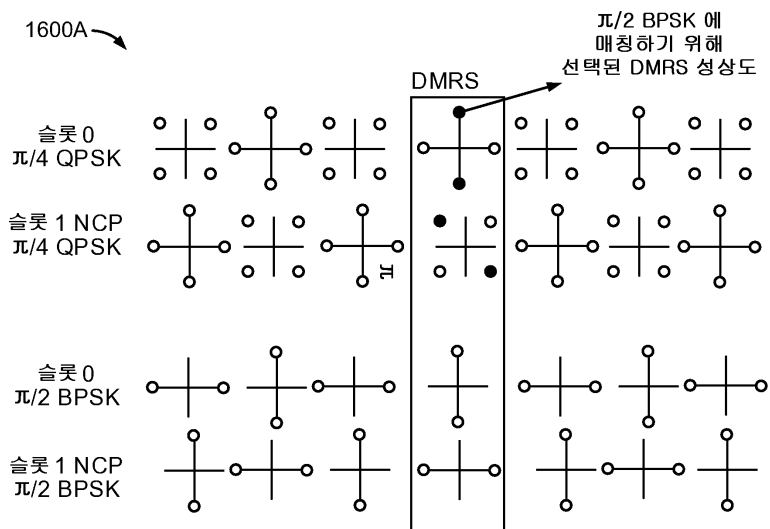 1600A
π/2 BPSK 에
매칭하기 위해
선택된 DMRS 성상도
DMRS
슬롯 0
π/4 QPSK
슬롯 1 NCP
π/4 QPSK
π
슬롯 0
π/2 BPSK
슬롯 1 NCP
π/2 BPSK